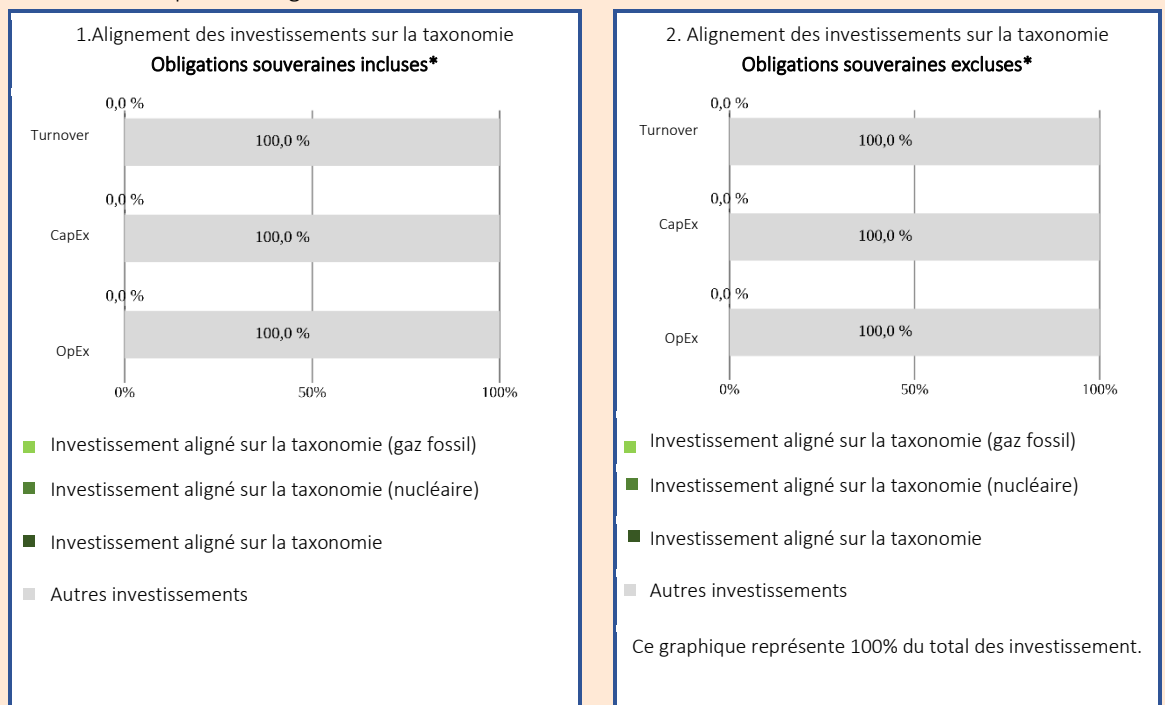 1.Alignement des investissements sur la taxonomie
Obligations souveraines incluses*
0,0 %
Turnover
100,0 %
0,0 %
CapEx
100,0 %
0,0 %
OpEx
100,0 %
0%
50%
100%
Investissement aligné sur la taxonomie (gaz fossil)
Investissement aligné sur la taxonomie (nucléaire)
Investissement aligné sur la taxonomie
Autres investissements
2. Alignement des investissements sur la taxonomie
Obligations souveraines excluses*
0,0 %
Turnover
100,0 %
0,0 %
CapEx
100,0 %
0,0 %
OpEx
100,0 %
0%
50%
100%
Investissement aligné sur la taxonomie (gaz fossil)
Investissement aligné sur la taxonomie (nucléaire)
Investissement aligné sur la taxonomie
Autres investissements
Ce graphique représente 100% du total des investissement.